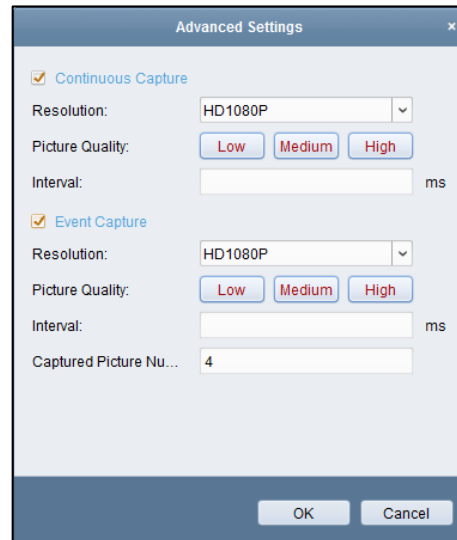 Advanced Settings ×
Continuous Capture
Resolution: HD1080P
Picture Quality: Low Medium High
Interval: ms
Event Capture
Resolution: HD1080P
Picture Quality: Low Medium High
Interval: ms
Captured Picture Nu... 4
OK Cancel